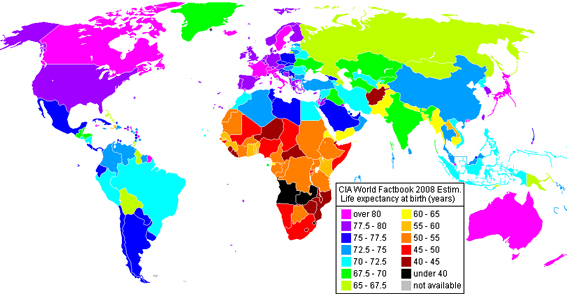 CIA World Factbook 2008 Estim.
Life expectancy at birth (years)
over 80
77.5 - 80
75 - 77.5
72.5 - 75
70 - 72.5
67.5 - 70
65 - 67.5
60 - 65
55 - 60
50 - 55
45 - 50
40 - 45
under 40
not available